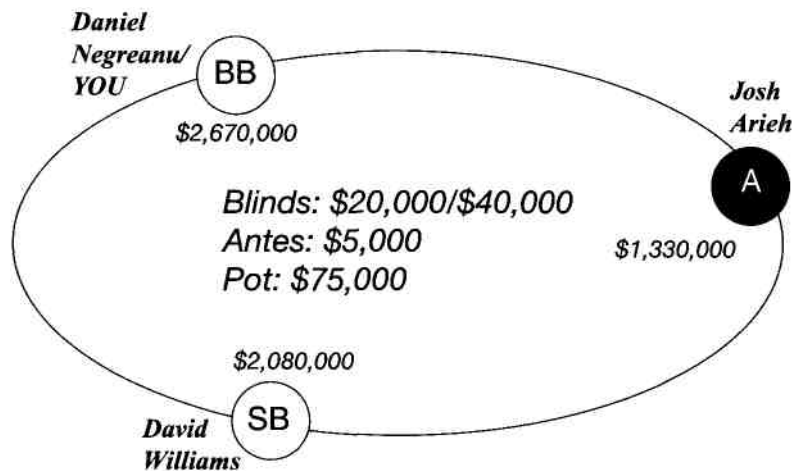 Daniel
Negreanu/
YOU
BB
$2,670,000
Josh
Arieh
A
$1,330,000
Blinds: $20,000/$40,000
Antes: $5,000
Pot: $75,000
$2,080,000
SB
David
Williams